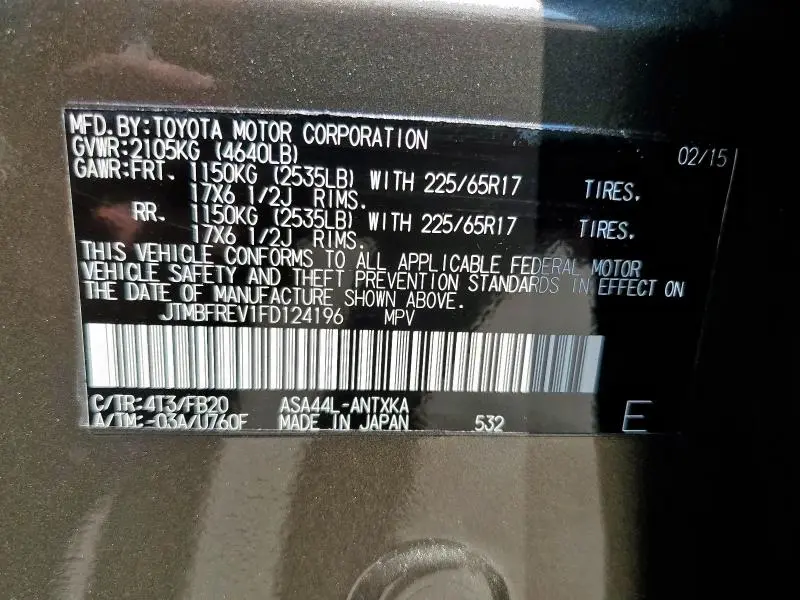 MFD.BY:TOYOTA MOTOR CORPORATION 02/15
GVWR:2105KG (4640LB)
GAWR:FRT. 1150KG (2535LB) WITH 225/65R17 TIRES.
17X6 1/2J RIMS.
RR. 1150KG (2535LB) WITH 225/65R17 TIRES.
17X6 1/2J RIMS.
THIS VEHICLE CONFORMS TO ALL APPLICABLE FEDERAL MOTOR
VEHICLE SAFETY AND THEFT PREVENTION STANDARDS IN EFFECT ON
THE DATE OF MANUFACTURE SHOWN ABOVE.
JTMBFREV1FD124196 MPV
C/TR:4T3/FB20 ASA44L-ANTXKA
A/TM:-03A/U760F MADE IN JAPAN 532 E